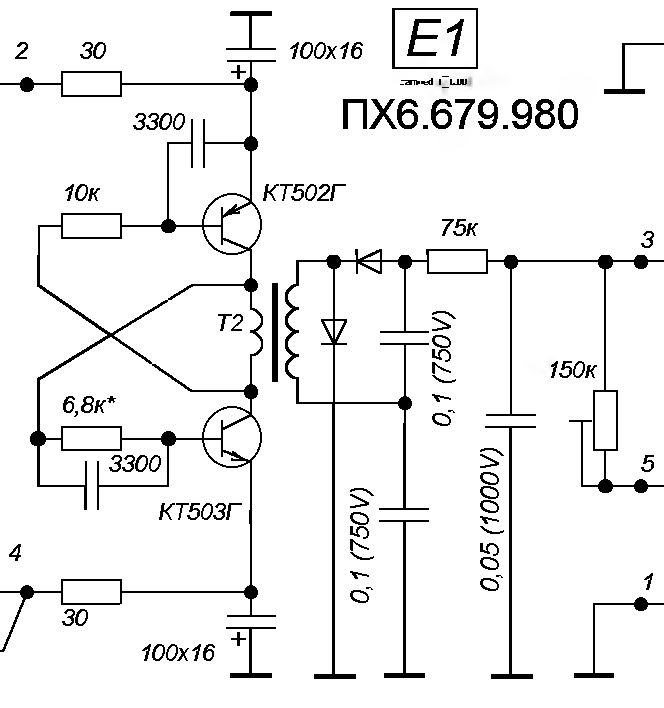 2
30
100x16
+
E1
ПХ6.679.980
3300
10к
КТ502Г
75к
3
T2
0,1 (750V)
150к
6,8к*
3300
КТ503Г
0,1 (750V)
0,05 (1000V)
5
4
30
1
100x16
+